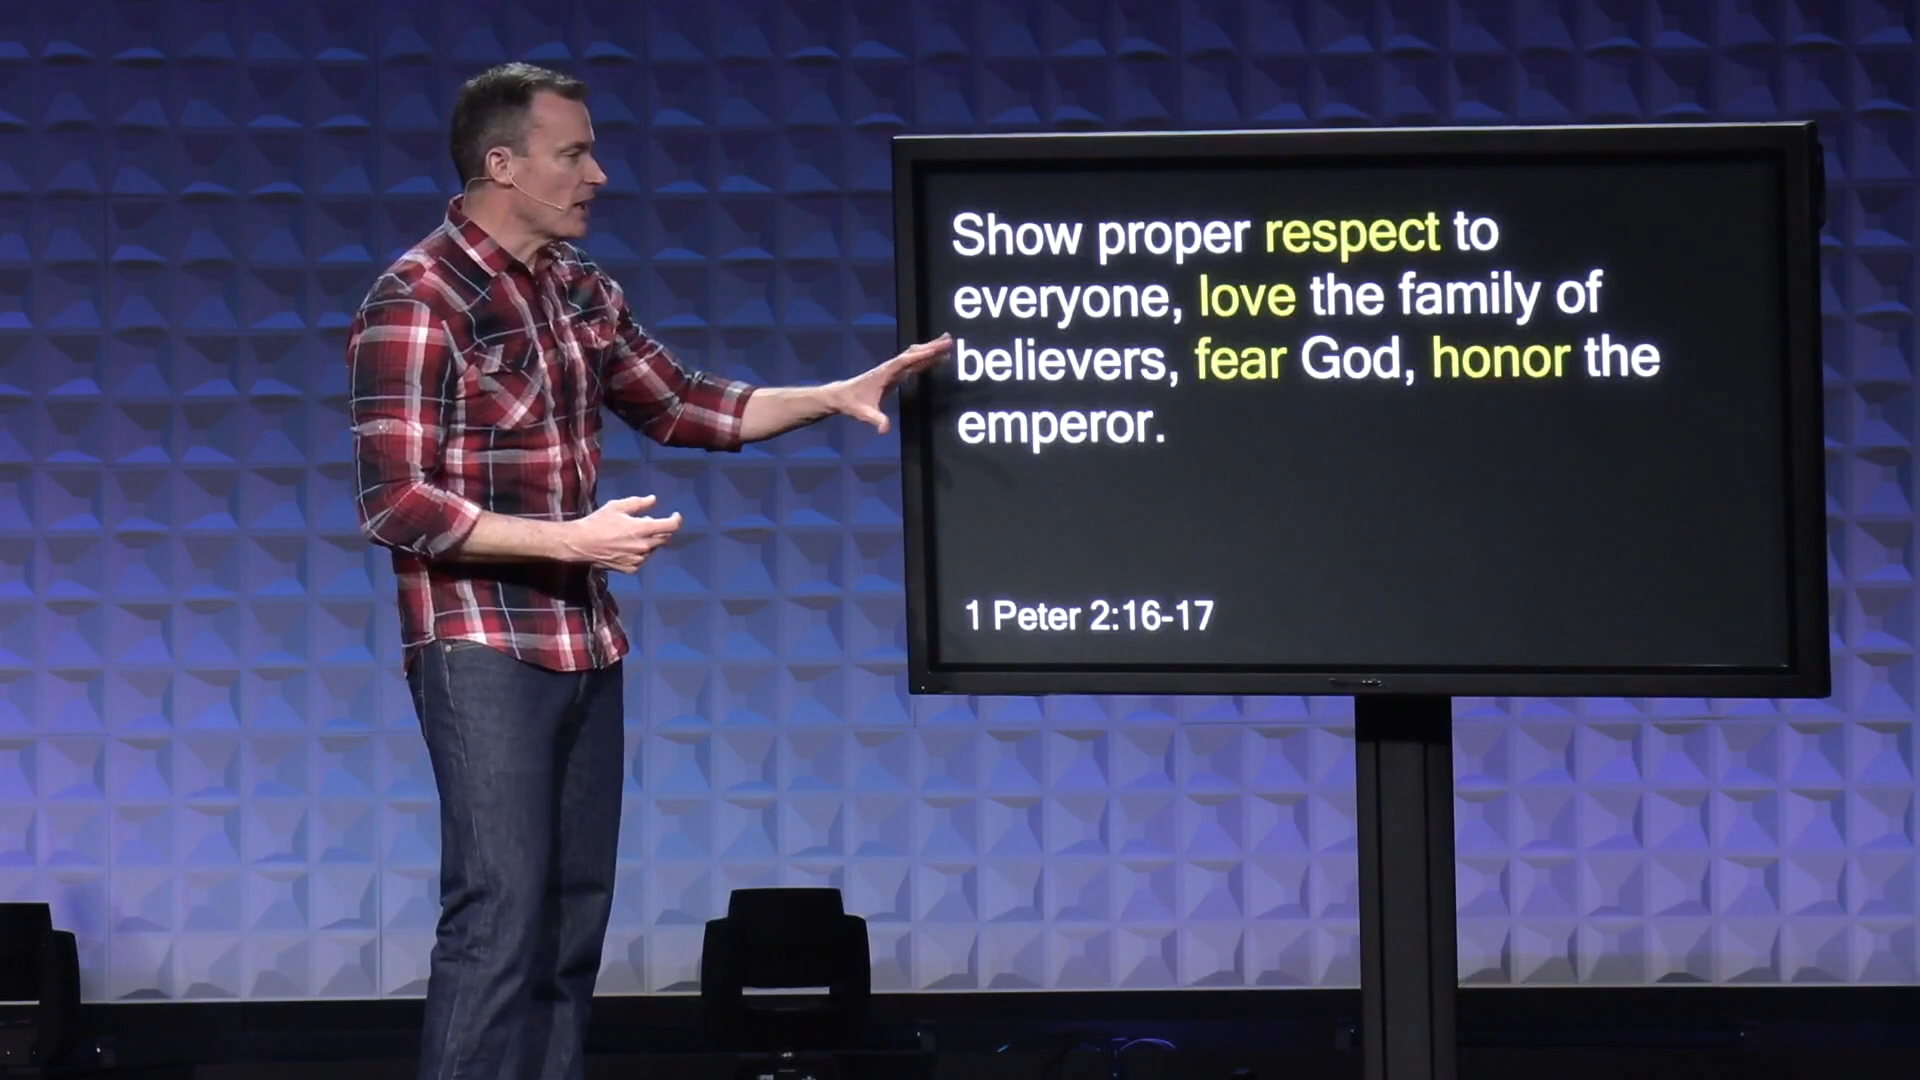 Show proper respect to
everyone, love the family of
believers, fear God, honor the
emperor.
1 Peter 2:16-17